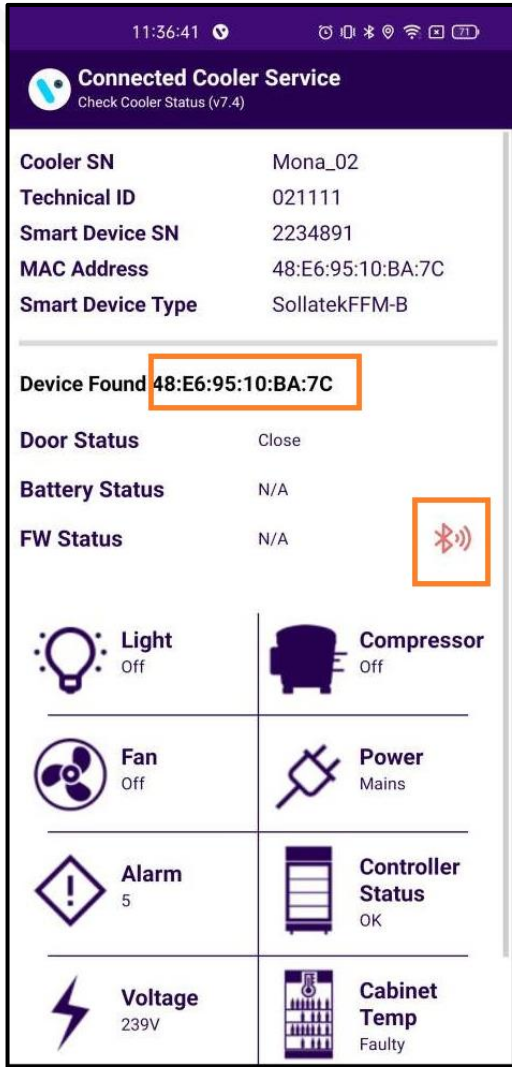 11:36:41
71
Connected Cooler Service
Check Cooler Status (v7.4)
Cooler SN Mona_02
Technical ID 021111
Smart Device SN 2234891
MAC Address 48:E6:95:10:BA:7C
Smart Device Type SollatekFFM-B
Device Found 48:E6:95:10:BA:7C
Door Status Close
Battery Status N/A
FW Status N/A
Light
Off
Compressor
Off
Fan
Off
Power
Mains
Alarm
5
Controller
Status
OK
Voltage
239V
Cabinet
Temp
Faulty